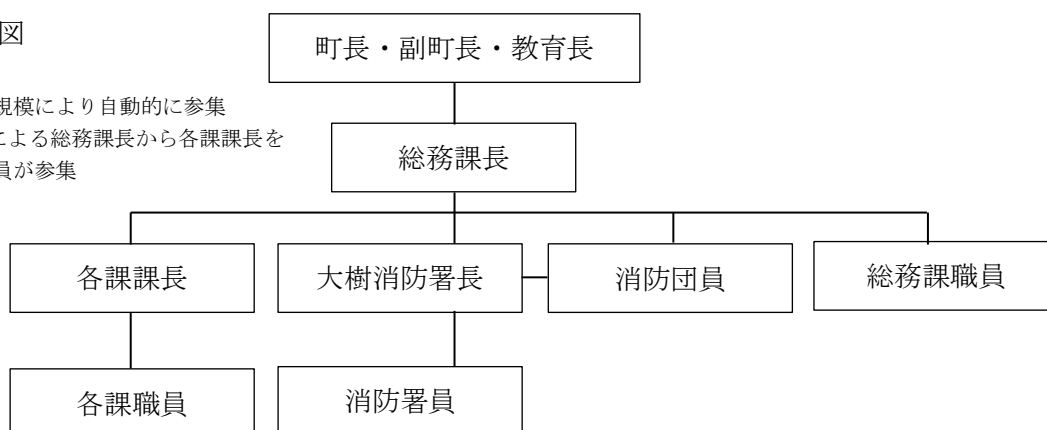 図
町長・副町長・教育長
規模により自動的に参集
による総務課長から各課課長を
員が参集
総務課長
各課課長
大樹消防署長
消防団員
総務課職員
各課職員
消防署員